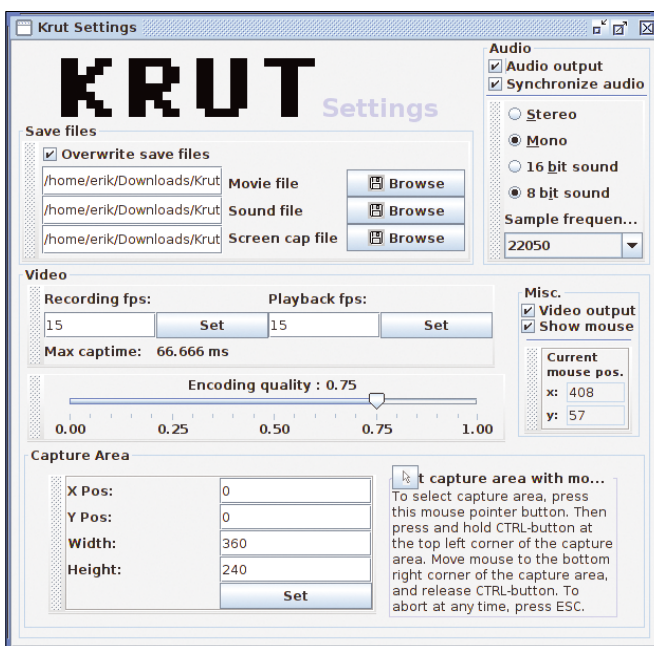 Krut Settings
KRUT Settings
Audio
Audio output
Synchronize audio
Stereo
Mono
16 bit sound
8 bit sound
Sample frequen...
22050
Save files
Overwrite save files
/home/erik/Downloads/Krut Movie file Browse
/home/erik/Downloads/Krut Sound file Browse
/home/erik/Downloads/Krut Screen cap file Browse
Video
Recording fps: Playback fps:
15 Set 15 Set
Max captime: 66.666 ms
Encoding quality : 0.75
0.00 0.25 0.50 0.75 1.00
Misc.
Video output
Show mouse
Current
mouse pos.
x: 408
y: 57
Capture Area
X Pos: 0
Y Pos: 0
Width: 360
Height: 240
Set
t capture area with mo...
To select capture area, press
this mouse pointer button. Then
press and hold CTRL-button at
the top left corner of the capture
area. Move mouse to the bottom
right corner of the capture area,
and release CTRL-button. To
abort at any time, press ESC.